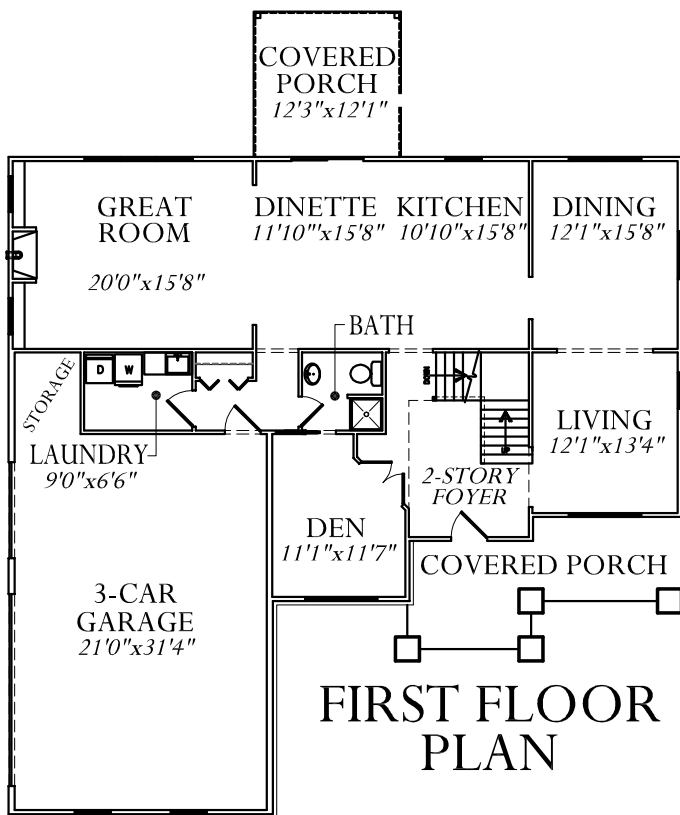 COVERED
PORCH
12'3"x12'1"
GREAT
ROOM
20'0"x15'8"
DINETTE
11'10"'x15'8"
KITCHEN
10'10"x15'8"
DINING
12'1"x15'8"
BATH
STORAGE
D
W
LAUNDRY
9'0"x6'6"
DOWN
UP
LIVING
12'1"x13'4"
2-STORY
FOYER
DEN
11'1"x11'7"
COVERED PORCH
3-CAR
GARAGE
21'0"x31'4"
FIRST FLOOR
PLAN